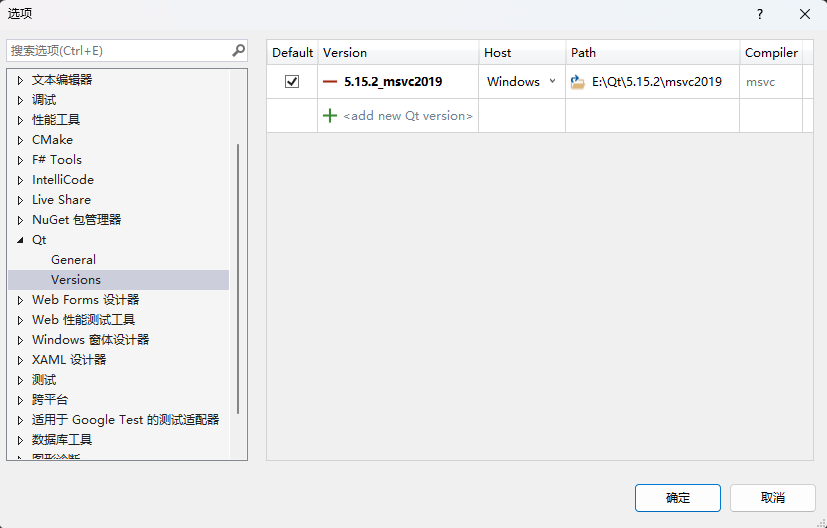 选项
?
搜索选项(Ctrl+E)
文本编辑器
调试
性能工具
CMake
F# Tools
IntelliCode
Live Share
NuGet 包管理器
Qt
General
Versions
Web Forms 设计器
Web 性能测试工具
Windows 窗体设计器
XAML 设计器
测试
跨平台
适用于 Google Test 的测试适配器
数据库工具
图形诊断
Default Version Host Path Compiler
5.15.2_msvc2019 Windows E:\Qt\5.15.2\msvc2019 msvc
<add new Qt version>
确定 取消